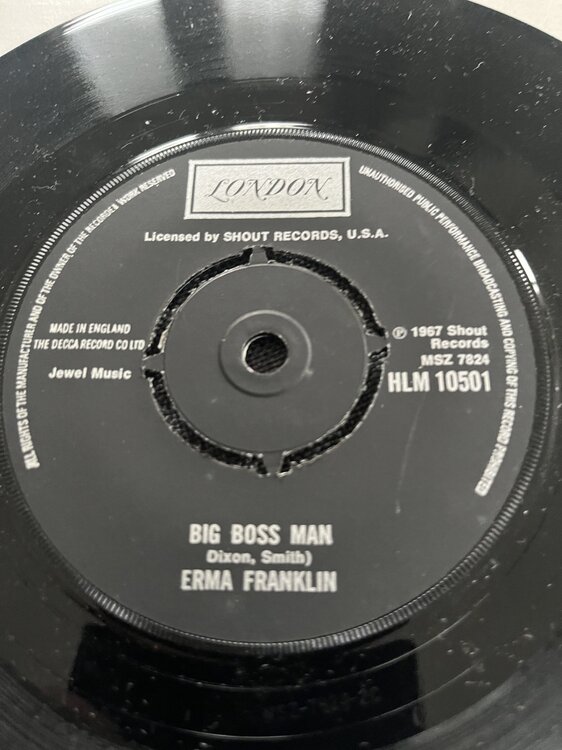 LONDON
Licensed by SHOUT RECORDS, U.S.A.
ALL RIGHTS OF THE MANUFACTURER AND OF THE OWNER OF THE RECORDED WORK RESERVED
UNAUTHORISED PUBLIC PERFORMANCE BROADCASTING AND COPYING OF THIS RECORD PROHIBITED
MADE IN ENGLAND
THE DECCA RECORD CO LTD
Jewel Music
℗ 1967 Shout
Records
MSZ 7824
HLM 10501
BIG BOSS MAN
Dixon, Smith)
ERMA FRANKLIN